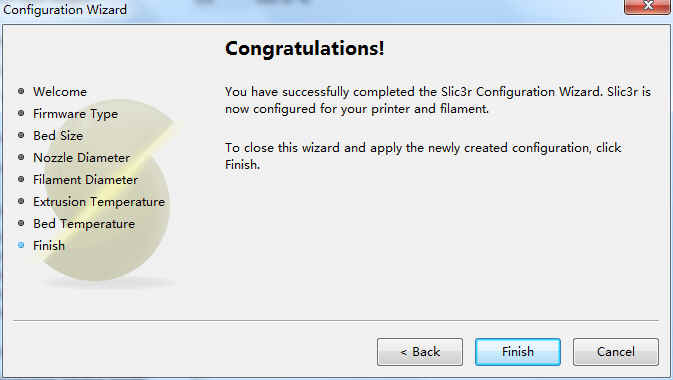 Configuration Wizard
Congratulations!
Welcome
Firmware Type
Bed Size
Nozzle Diameter
Filament Diameter
Extrusion Temperature
Bed Temperature
Finish
You have successfully completed the Slic3r Configuration Wizard. Slic3r is
now configured for your printer and filament.
To close this wizard and apply the newly created configuration, click
Finish.
< Back
Finish
Cancel